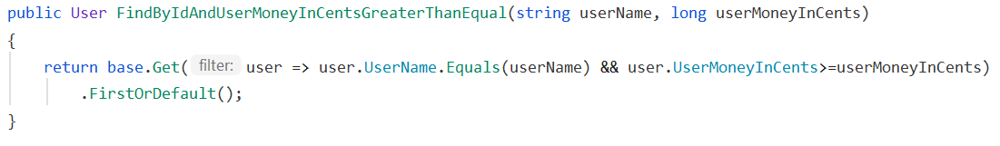 public User FindByIdAndUserMoneyInCentsGreaterThanEqual(string userName, long userMoneyInCents)
{
return base.Get( filter: user => user.UserName.Equals(userName) && user.UserMoneyInCents>=userMoneyInCents)
.FirstOrDefault();
}